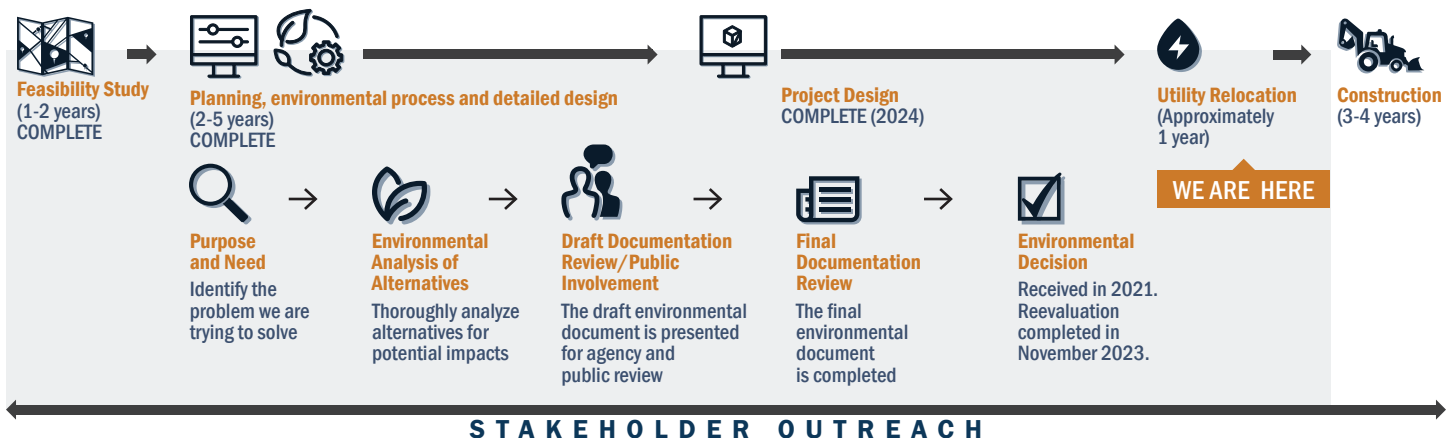 Feasibility Study
(1-2 years)
COMPLETE
Planning, environmental process and detailed design
(2-5 years)
COMPLETE
Project Design
COMPLETE (2024)
Utility Relocation
(Approximately
1 year)
Construction
(3-4 years)
WE ARE HERE
Purpose
and Need
Identify the
problem we are
trying to solve
Environmental
Analysis of
Alternatives
Thoroughly analyze
alternatives for
potential impacts
Draft Documentation
Review/Public
Involvement
The draft environmental
document is presented
for agency and
public review
Final
Documentation
Review
The final
environmental
document
is completed
Environmental
Decision
Received in 2021.
Reevaluation
completed in
November 2023.
STAKEHOLDER OUTREACH